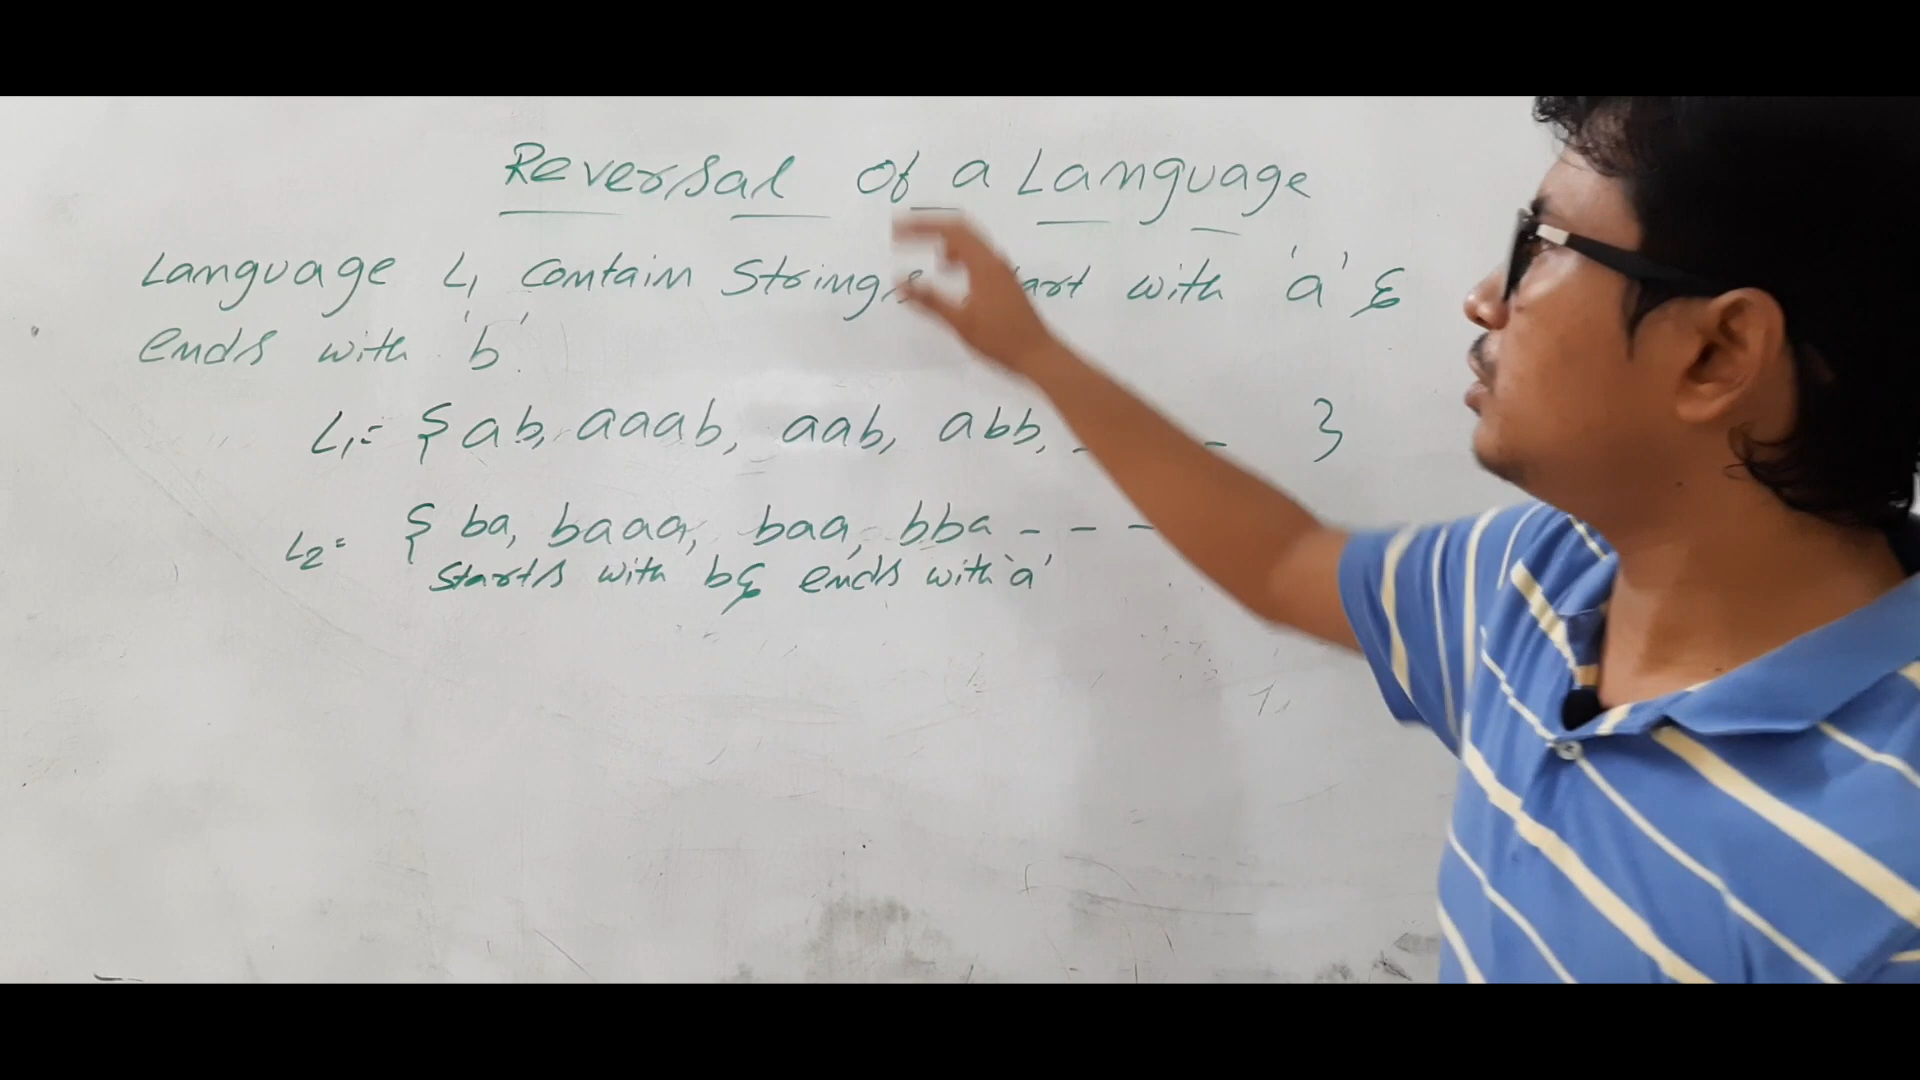 Reversal of a Language
Language L1 contain Strings with 'a' &
ends with 'b'.
L1 = { ab, aaab, aab, abb, - - }
L2 = { ba, baaa, baa, bba - - -
starts with b & ends with 'a'